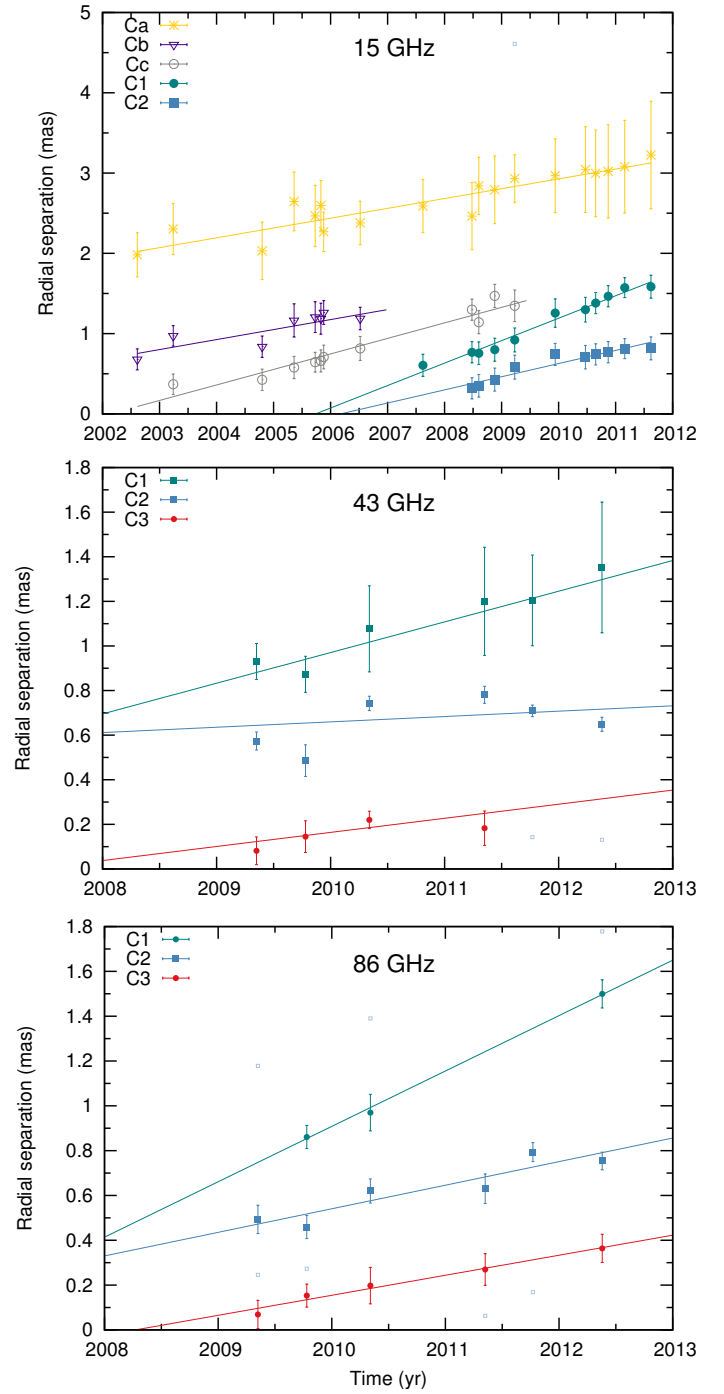 15 GHz
Ca
Cb
Cc
C1
C2
Radial separation (mas)
5
4
3
2
1
0
2002 2003 2004 2005 2006 2007 2008 2009 2010 2011 2012
43 GHz
C1
C2
C3
Radial separation (mas)
1.8
1.6
1.4
1.2
1
0.8
0.6
0.4
0.2
0
2008 2009 2010 2011 2012 2013
86 GHz
C1
C2
C3
Radial separation (mas)
1.8
1.6
1.4
1.2
1
0.8
0.6
0.4
0.2
0
2008 2009 2010 2011 2012 2013
Time (yr)